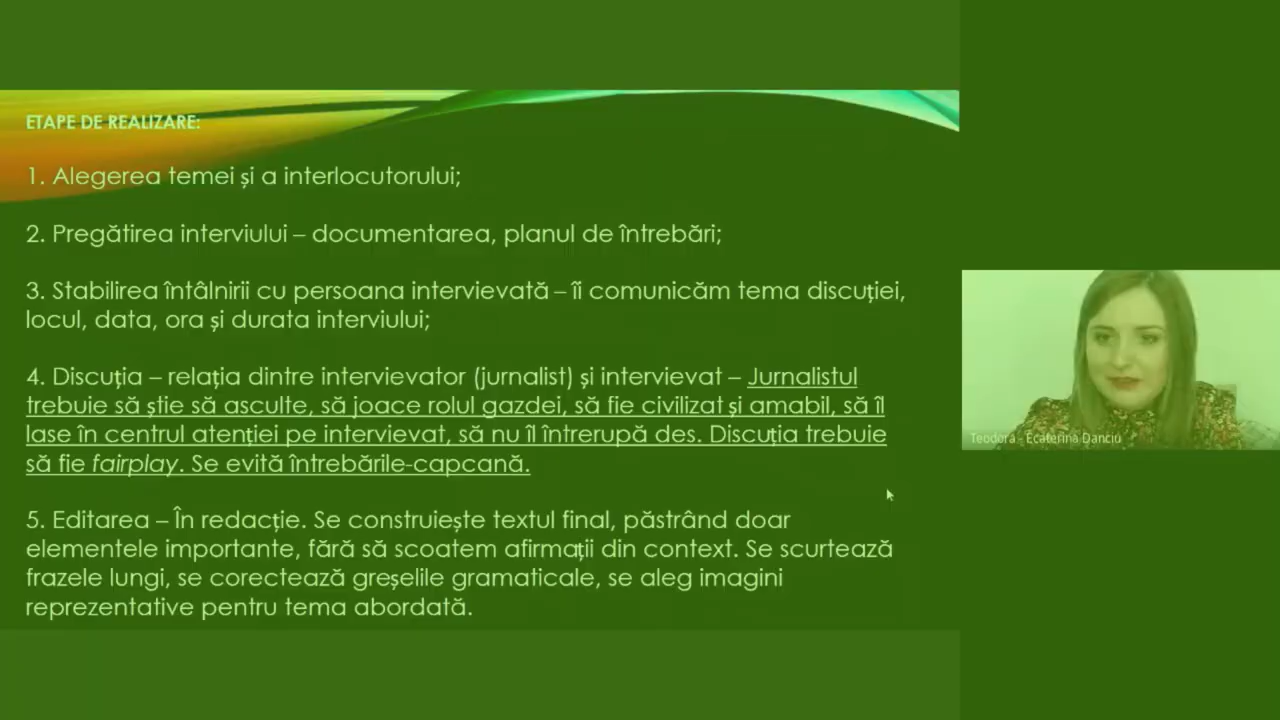 ETAPE DE REALIZARE:
1. Alegerea temei și a interlocutorului;
2. Pregătirea interviului – documentarea, planul de întrebări;
3. Stabilirea întâlnirii cu persoana intervievată – îi comunicăm tema discuției,
locul, data, ora și durata interviului;
4. Discuția – relația dintre intervievator (jurnalist) și intervievat – Jurnalistul
trebuie să știe să asculte, să joace rolul gazdei, să fie civilizat și amabil, să îl
lase în centrul atenției pe intervievat, să nu îl întrerupă des. Discuția trebuie
să fie fairplay. Se evită întrebările-capcană.
5. Editarea – În redacție. Se construiește textul final, păstrând doar
elementele importante, fără să scoatem afirmații din context. Se scurtează
frazele lungi, se corectează greșelile gramaticale, se aleg imagini
reprezentative pentru tema abordată.
Teodora - Ecaterina Danciu